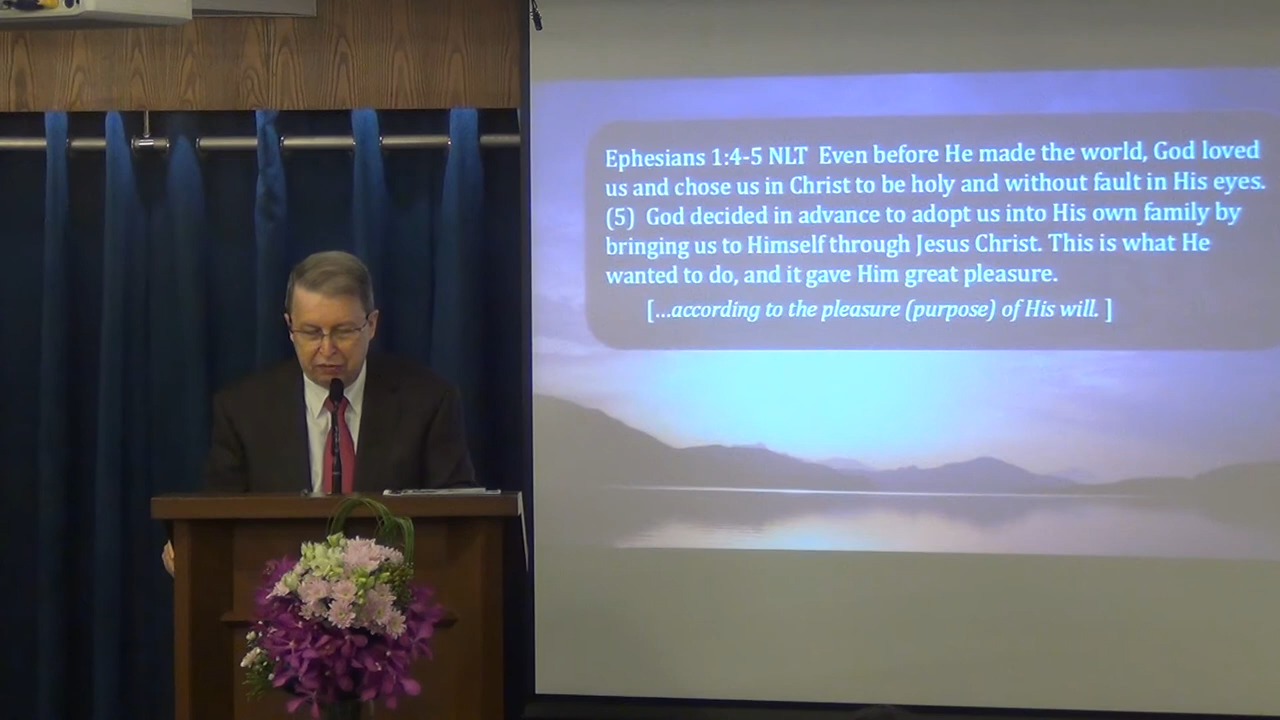 Ephesians 1:4-5 NLT  Even before He made the world, God loved
us and chose us in Christ to be holy and without fault in His eyes.
(5)  God decided in advance to adopt us into His own family by
bringing us to Himself through Jesus Christ. This is what He
wanted to do, and it gave Him great pleasure.
[...according to the pleasure (purpose) of His will. ]